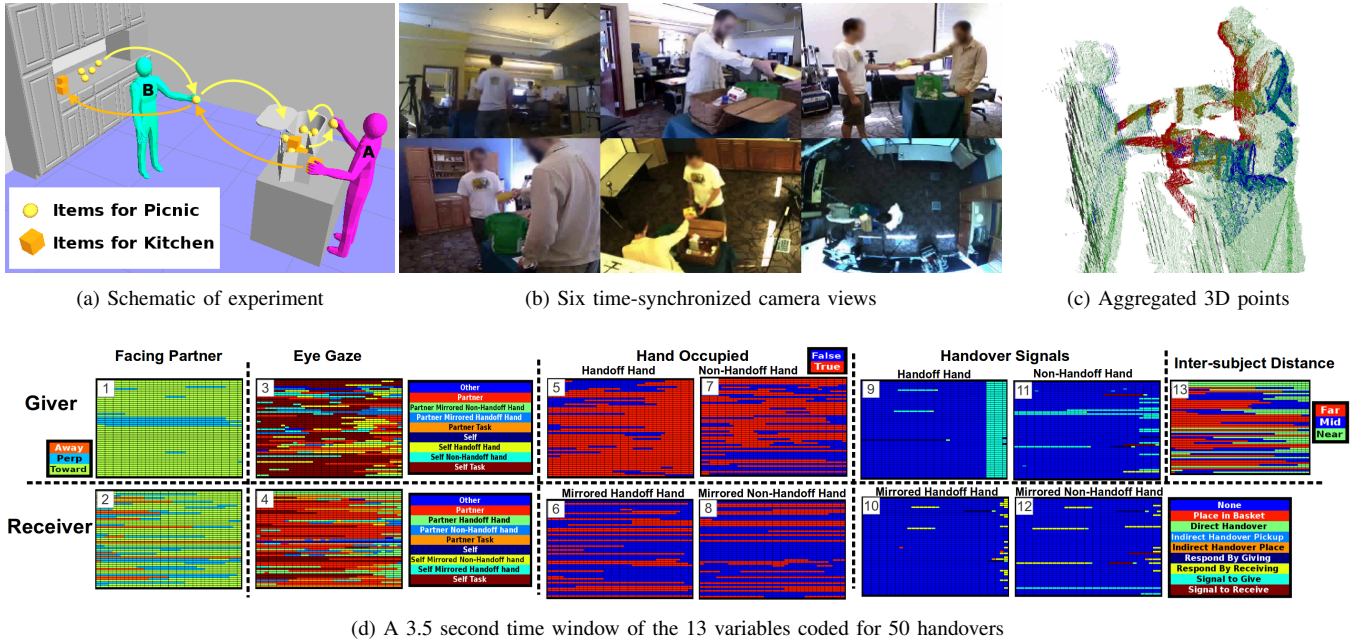 B
A
Items for Picnic
Items for Kitchen
(a) Schematic of experiment
(b) Six time-synchronized camera views
(c) Aggregated 3D points
Facing Partner
Eye Gaze
Hand Occupied
False
True
Handover Signals
Inter-subject Distance
Handoff Hand
Non-Handoff Hand
Handoff Hand
Non-Handoff Hand
Giver
1
3
5
7
9
11
13
Away
Perp
Toward
Other
Partner
Partner Mirrored Non-Handoff Hand
Partner Mirrored Handoff Hand
Partner Task
Self
Self Handoff Hand
Self Non-Handoff hand
Self Task
Far
Mid
Near
Receiver
Mirrored Handoff Hand
Mirrored Non-Handoff Hand
Mirrored Handoff Hand
Mirrored Non-Handoff Hand
2
4
6
8
10
12
Other
Partner
Partner Handoff Hand
Partner Non-Handoff Hand
Partner Task
Self
Self Mirrored Non-Handoff hand
Self Mirrored Handoff hand
Self Task
None
Place in Basket
Direct Handover
Indirect Handover Pickup
Indirect Handover Place
Respond By Giving
Respond By Receiving
Signal to Give
Signal to Receive
(d) A 3.5 second time window of the 13 variables coded for 50 handovers